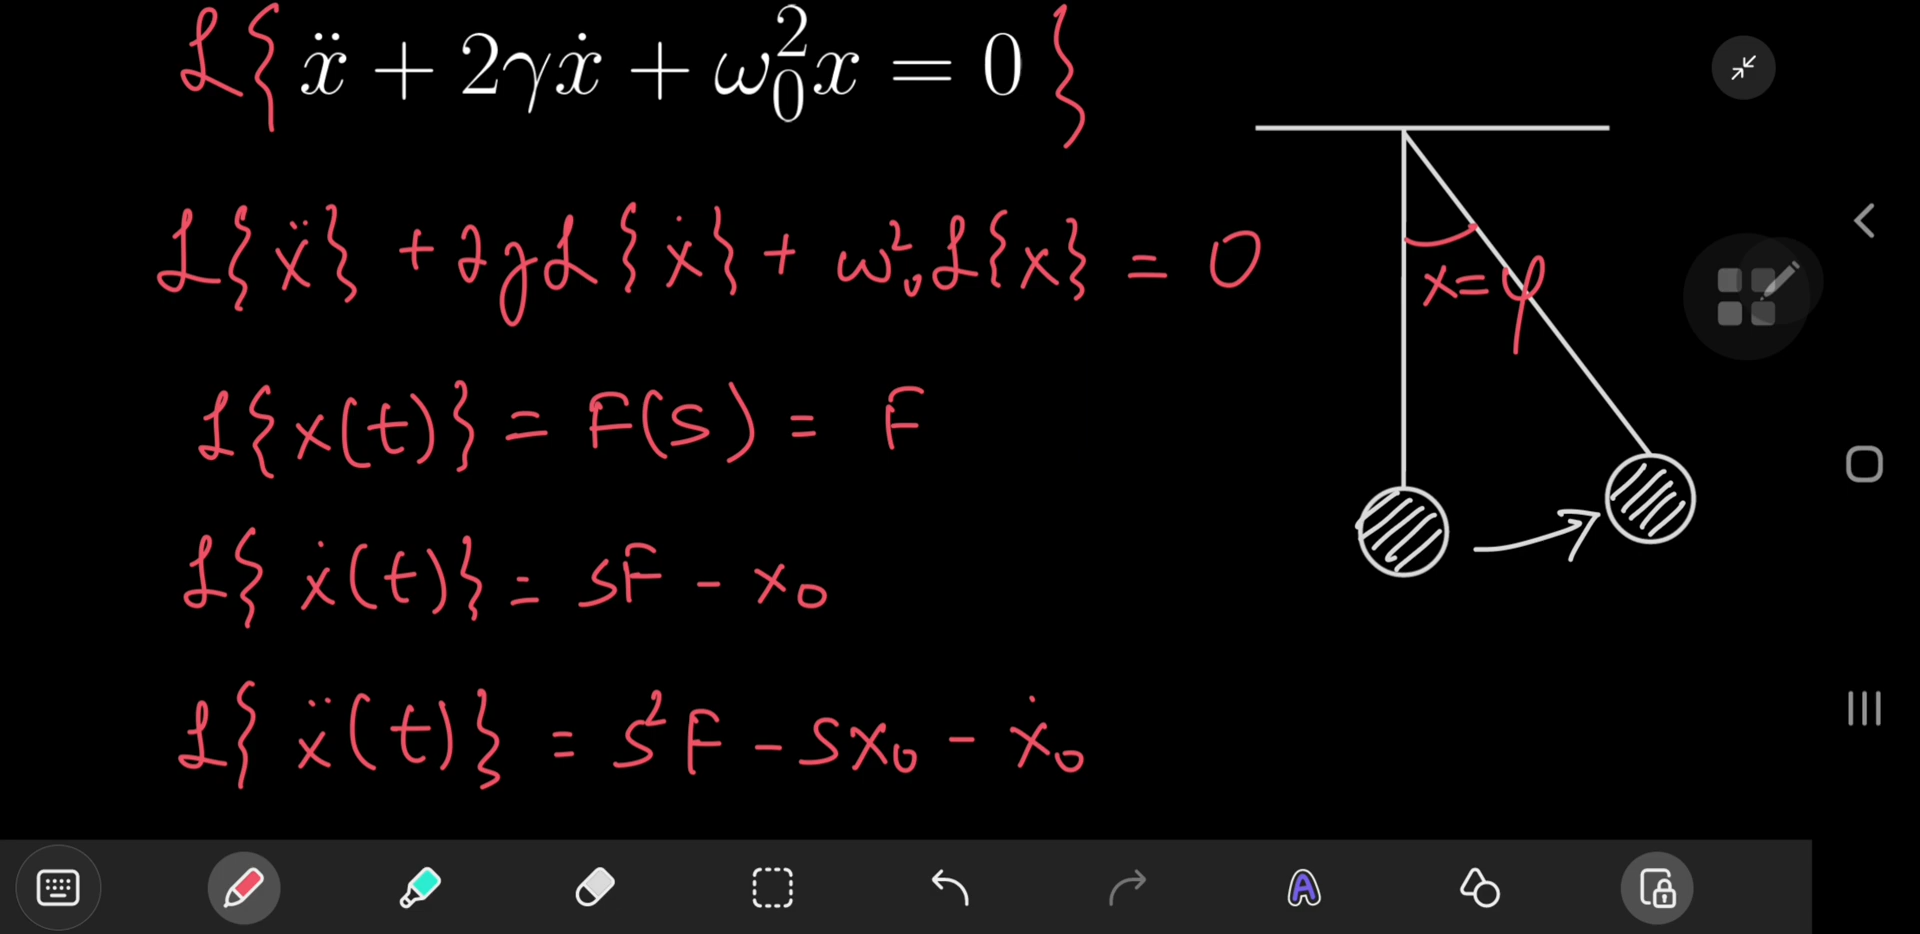 ℒ{ẍ + 2γẋ + ω₀²x = 0}
ℒ{ẍ} + 2γℒ{ẋ} + ω₀²ℒ{x} = 0
x=φ
ℒ{x(t)} = F(s) = F
ℒ{ẋ(t)} = sF - x₀
ℒ{ẍ(t)} = s²F - sx₀ - ẋ₀
A